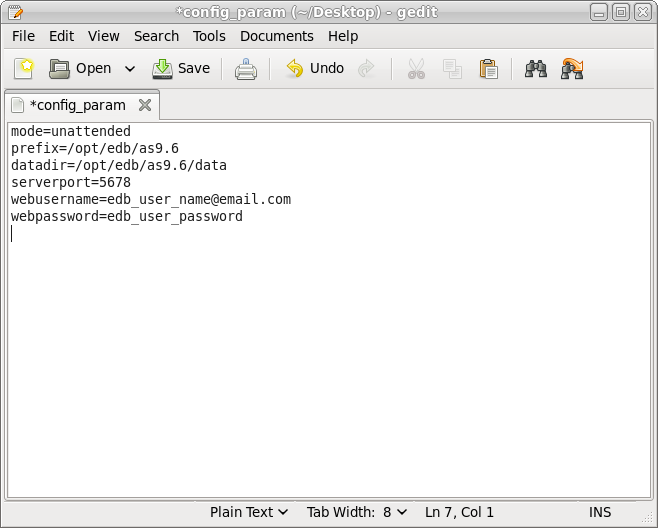 *config_param (~/Desktop) - gedit
File Edit View Search Tools Documents Help
Open Save Undo
*config_param
mode=unattended
prefix=/opt/edb/as9.6
datadir=/opt/edb/as9.6/data
serverport=5678
webusername=edb_user_name@email.com
webpassword=edb_user_password
Plain Text Tab Width: 8 Ln 7, Col 1 INS